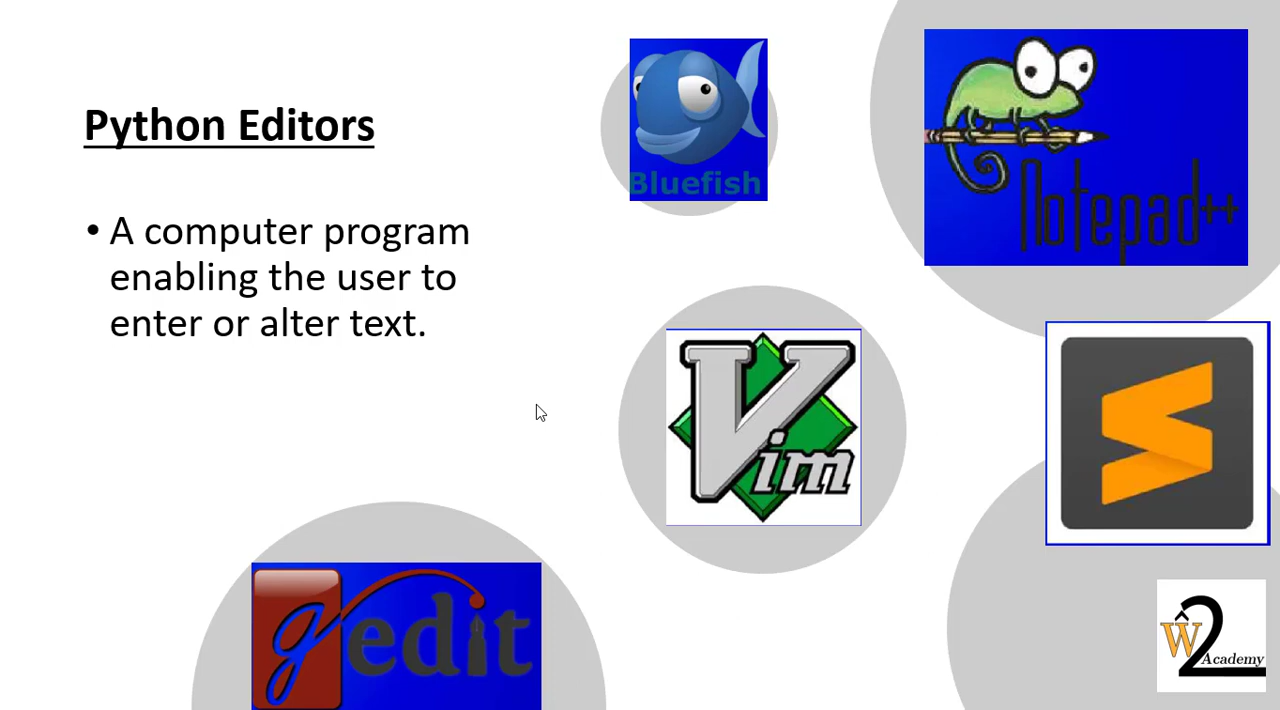 Python Editors
• A computer program
enabling the user to
enter or alter text.
Bluefish
Notepad++
Vim
gedit
W2
Academy